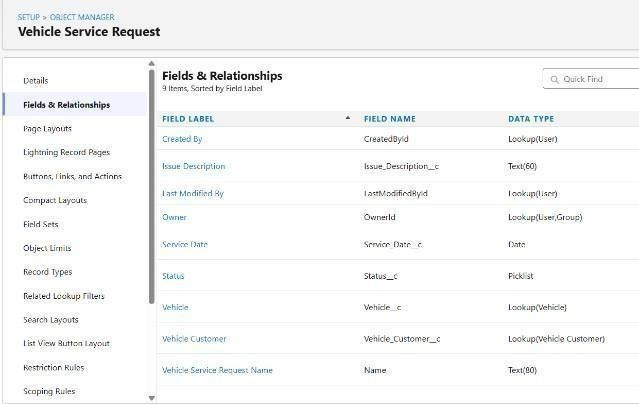 SETUP > OBJECT MANAGER
Vehicle Service Request
Details
Fields & Relationships
Page Layouts
Lightning Record Pages
Buttons, Links, and Actions
Compact Layouts
Field Sets
Object Limits
Record Types
Related Lookup Filters
Search Layouts
List View Button Layout
Restriction Rules
Scoping Rules
Fields & Relationships
9 Items, Sorted by Field Label
Quick Find
FIELD LABEL FIELD NAME DATA TYPE
Created By CreatedById Lookup(User)
Issue Description Issue_Description__c Text(60)
Last Modified By LastModifiedById Lookup(User)
Owner OwnerId Lookup(User,Group)
Service Date Service_Date__c Date
Status Status__c Picklist
Vehicle Vehicle__c Lookup(Vehicle)
Vehicle Customer Vehicle_Customer__c Lookup(Vehicle Customer)
Vehicle Service Request Name Name Text(80)